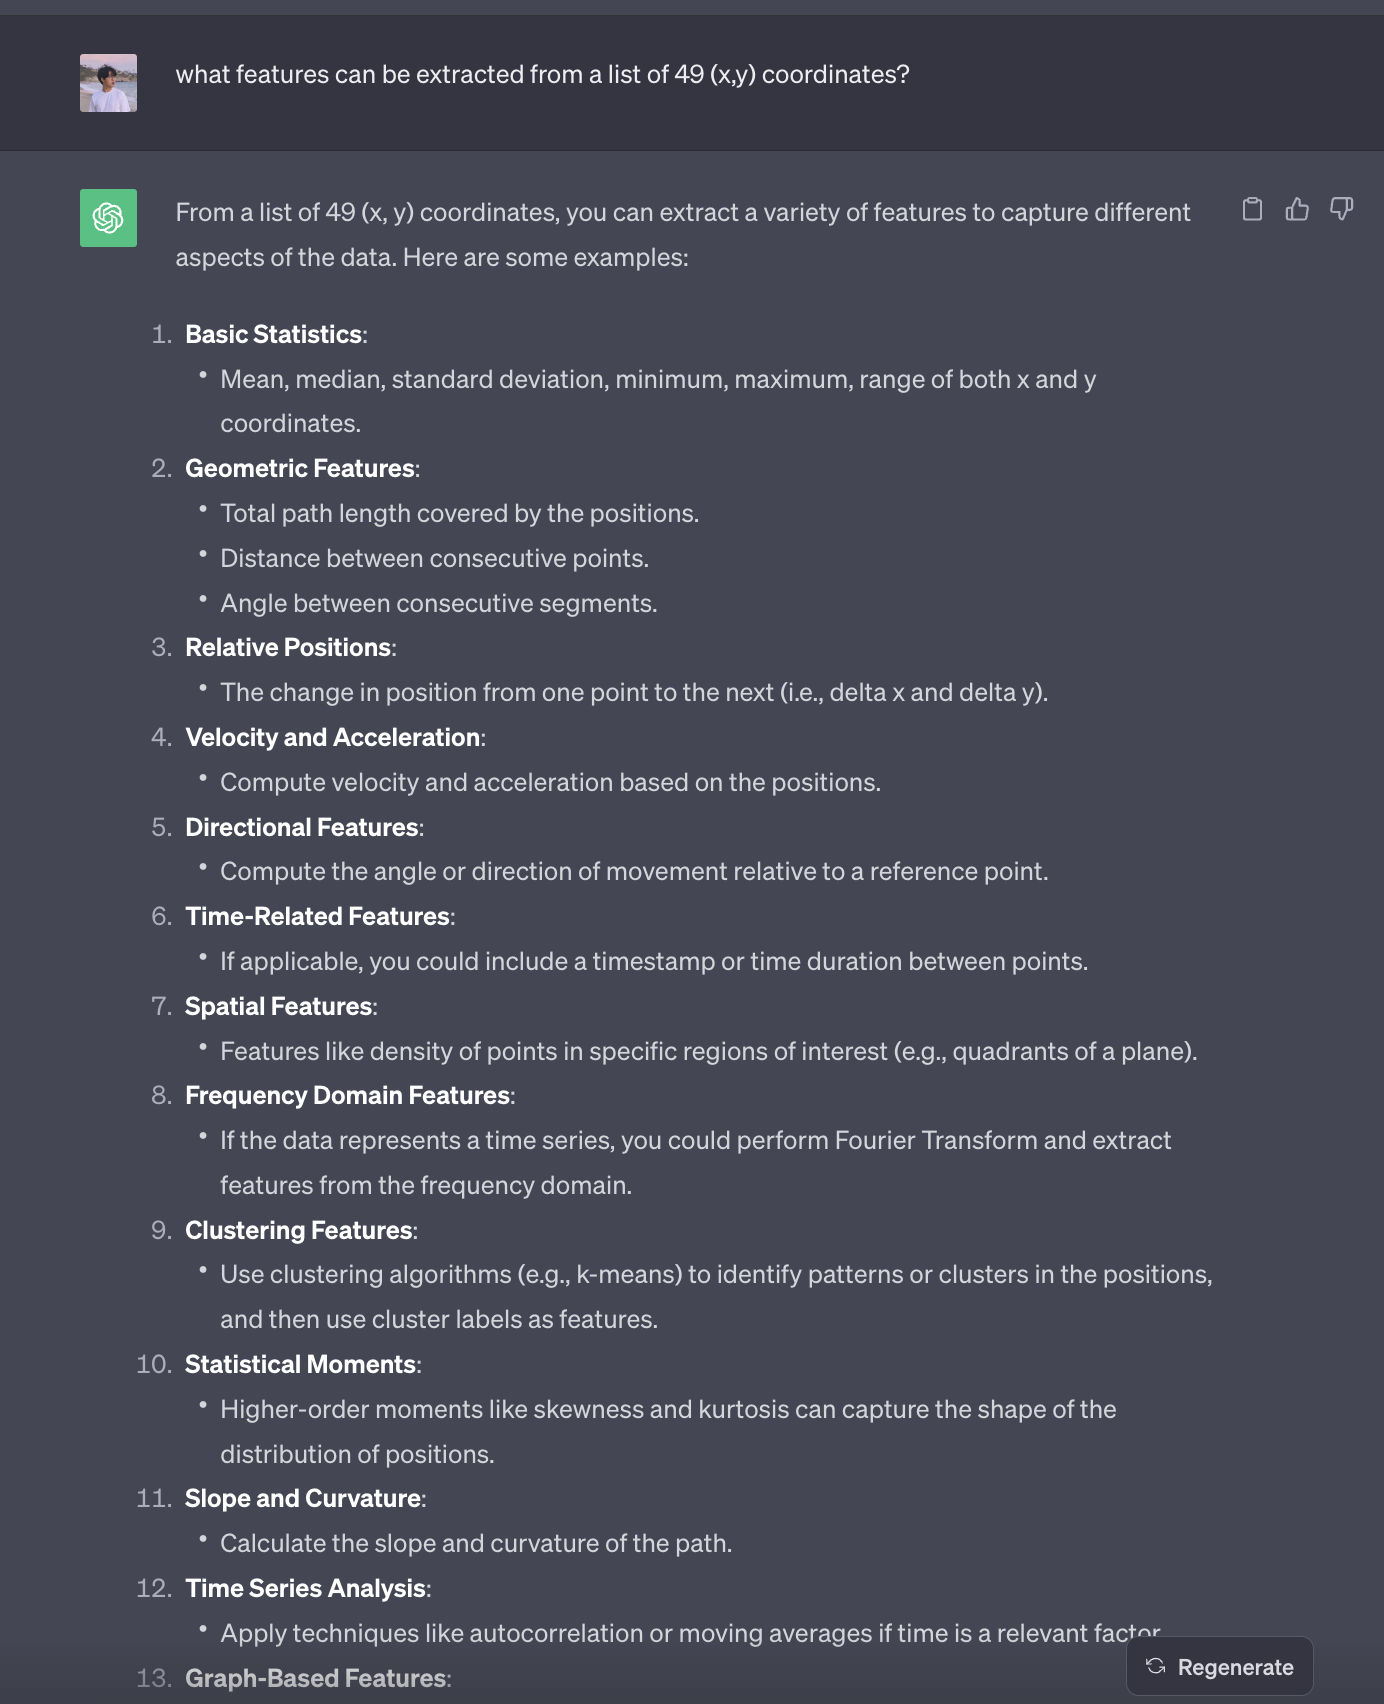 what features can be extracted from a list of 49 (x,y) coordinates?
From a list of 49 (x, y) coordinates, you can extract a variety of features to capture different
aspects of the data. Here are some examples:
1. Basic Statistics:
• Mean, median, standard deviation, minimum, maximum, range of both x and y
coordinates.
2. Geometric Features:
• Total path length covered by the positions.
• Distance between consecutive points.
• Angle between consecutive segments.
3. Relative Positions:
• The change in position from one point to the next (i.e., delta x and delta y).
4. Velocity and Acceleration:
• Compute velocity and acceleration based on the positions.
5. Directional Features:
• Compute the angle or direction of movement relative to a reference point.
6. Time-Related Features:
• If applicable, you could include a timestamp or time duration between points.
7. Spatial Features:
• Features like density of points in specific regions of interest (e.g., quadrants of a plane).
8. Frequency Domain Features:
• If the data represents a time series, you could perform Fourier Transform and extract
features from the frequency domain.
9. Clustering Features:
• Use clustering algorithms (e.g., k-means) to identify patterns or clusters in the positions,
and then use cluster labels as features.
10. Statistical Moments:
• Higher-order moments like skewness and kurtosis can capture the shape of the
distribution of positions.
11. Slope and Curvature:
• Calculate the slope and curvature of the path.
12. Time Series Analysis:
• Apply techniques like autocorrelation or moving averages if time is a relevant factor
13. Graph-Based Features:
Regenerate